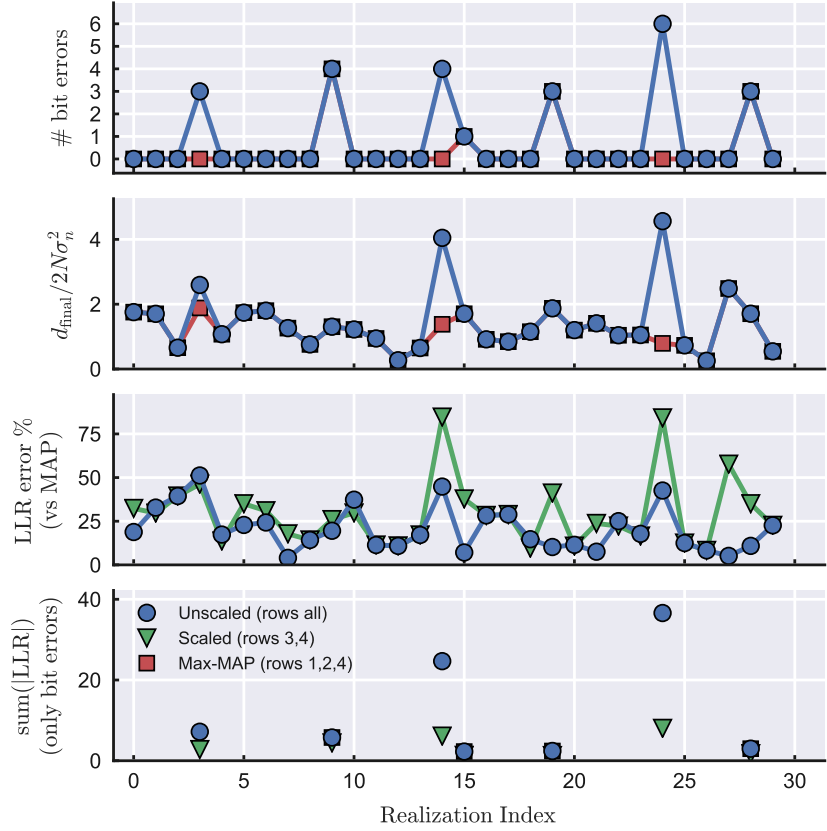 # bit errors
6
4
3
2
1
0
d_final/2Nσ_n^2
4
2
0
LLR error %
(vs MAP)
75
50
25
0
sum(|LLR|)
(only bit errors)
40
20
0
Unscaled (rows all)
Scaled (rows 3,4)
Max-MAP (rows 1,2,4)
0 5 10 15 20 25 30
Realization Index